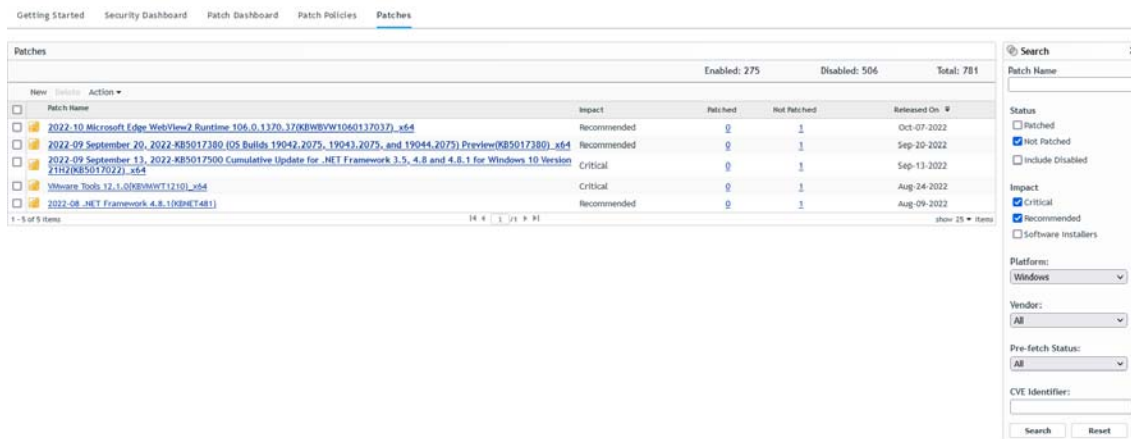 Getting Started Security Dashboard Patch Dashboard Patch Policies Patches
Patches
Enabled: 275 Disabled: 506 Total: 781
New Delete Action
Patch Name Impact Patched Not Patched Released On
2022-10 Microsoft Edge WebView2 Runtime 106.0.1370.37(KBWBVW1060137037)_x64 Recommended 0 1 Oct-07-2022
2022-09 September 20, 2022-KB5017380 (OS Builds 19042.2075, 19043.2075, and 19044.2075) Preview(KB5017380)_x64 Recommended 0 1 Sep-20-2022
2022-09 September 13, 2022-KB5017500 Cumulative Update for .NET Framework 3.5, 4.8 and 4.8.1 for Windows 10 Version
21H2(KB5017022)_x64 Critical 0 1 Sep-13-2022
VMware Tools 12.1.0(KBVMWT1210)_x64 Critical 0 1 Aug-24-2022
2022-08 .NET Framework 4.8.1(KBNET481) Recommended 0 1 Aug-09-2022
1 - 5 of 5 items 1 /1 show 25 items
Search
Patch Name
Status
Patched
Not Patched
Include Disabled
Impact
Critical
Recommended
Software Installers
Platform:
Windows
Vendor:
All
Pre-fetch Status:
All
CVE Identifier:
Search Reset